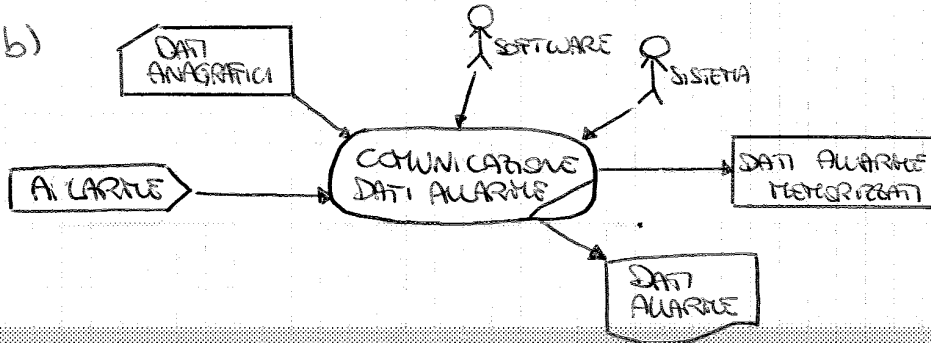 b)
DATI
ANAGRAFICI
SOFTWARE
SISTEMA
ALLARME
COMUNICAZIONE
DATI ALLARME
DATI ALLARME
MEMORIZZATI
DATI
ALLARME